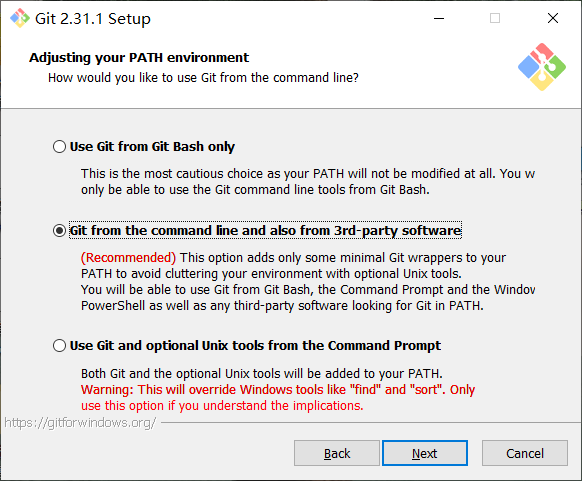 Git 2.31.1 Setup
Adjusting your PATH environment
How would you like to use Git from the command line?
Use Git from Git Bash only
This is the most cautious choice as your PATH will not be modified at all. You w
only be able to use the Git command line tools from Git Bash.
Git from the command line and also from 3rd-party software
(Recommended) This option adds only some minimal Git wrappers to your
PATH to avoid cluttering your environment with optional Unix tools.
You will be able to use Git from Git Bash, the Command Prompt and the Window
PowerShell as well as any third-party software looking for Git in PATH.
Use Git and optional Unix tools from the Command Prompt
Both Git and the optional Unix tools will be added to your PATH.
Warning: This will override Windows tools like "find" and "sort". Only
use this option if you understand the implications.
https://gitforwindows.org/
Back
Next
Cancel